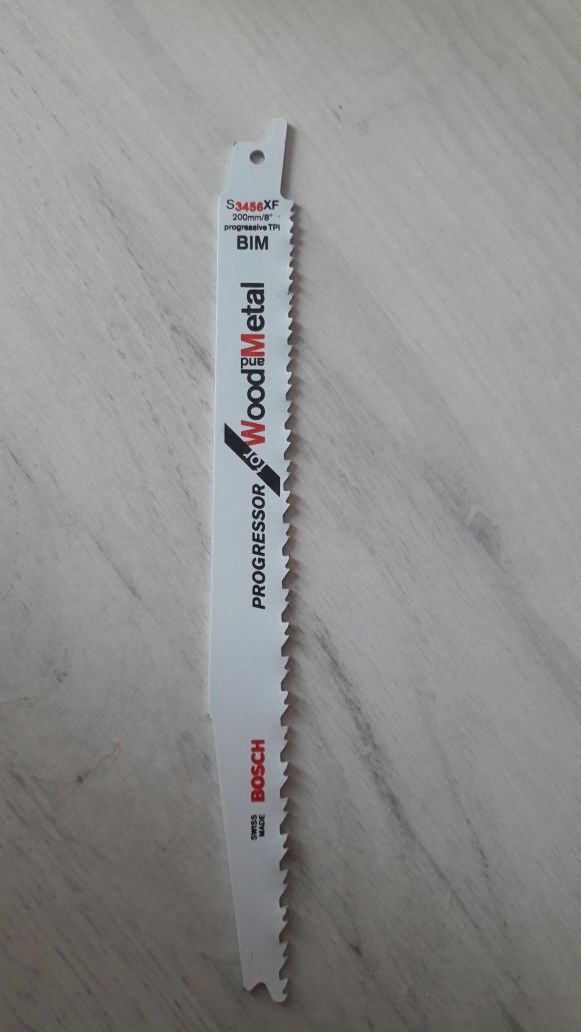 S3456XF
200mm/8"
progressive TPI
BIM
PROGRESSOR for Wood and Metal
BOSCH
SWISS
MADE